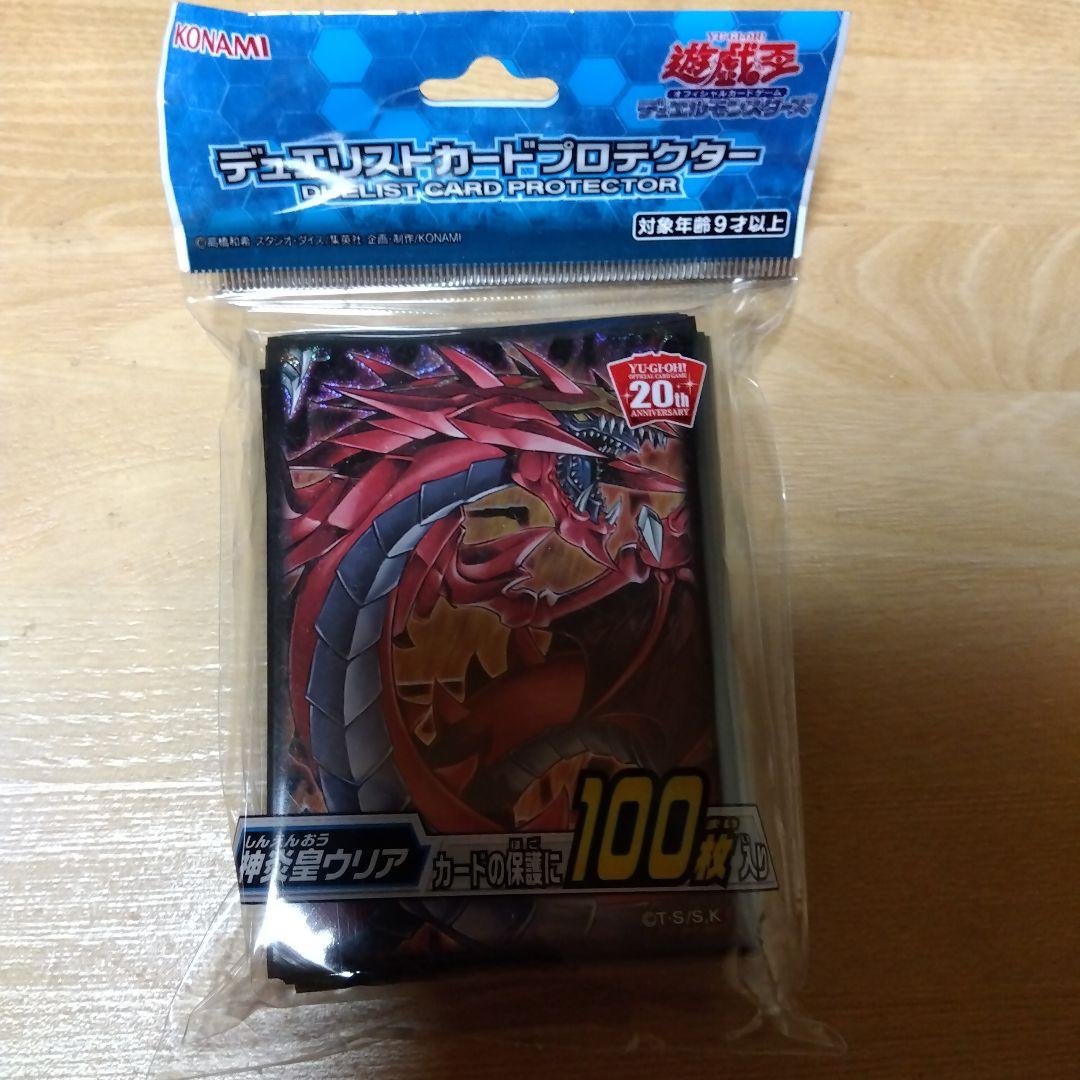 KONAMI
YU-GI-OH!
遊戯王
オフィシャルカードゲーム
デュエルモンスターズ
デュエリストカードプロテクター
DUELIST CARD PROTECTOR
対象年齢9才以上
©高橋和希 スタジオ・ダイス/集英社 企画・制作/KONAMI
YU-GI-OH!
OFFICIAL CARD GAME
20th
ANNIVERSARY
しんえんおう
神炎皇ウリア
ほご
カードの保護に
まい
100枚入り
©T・S/S.K